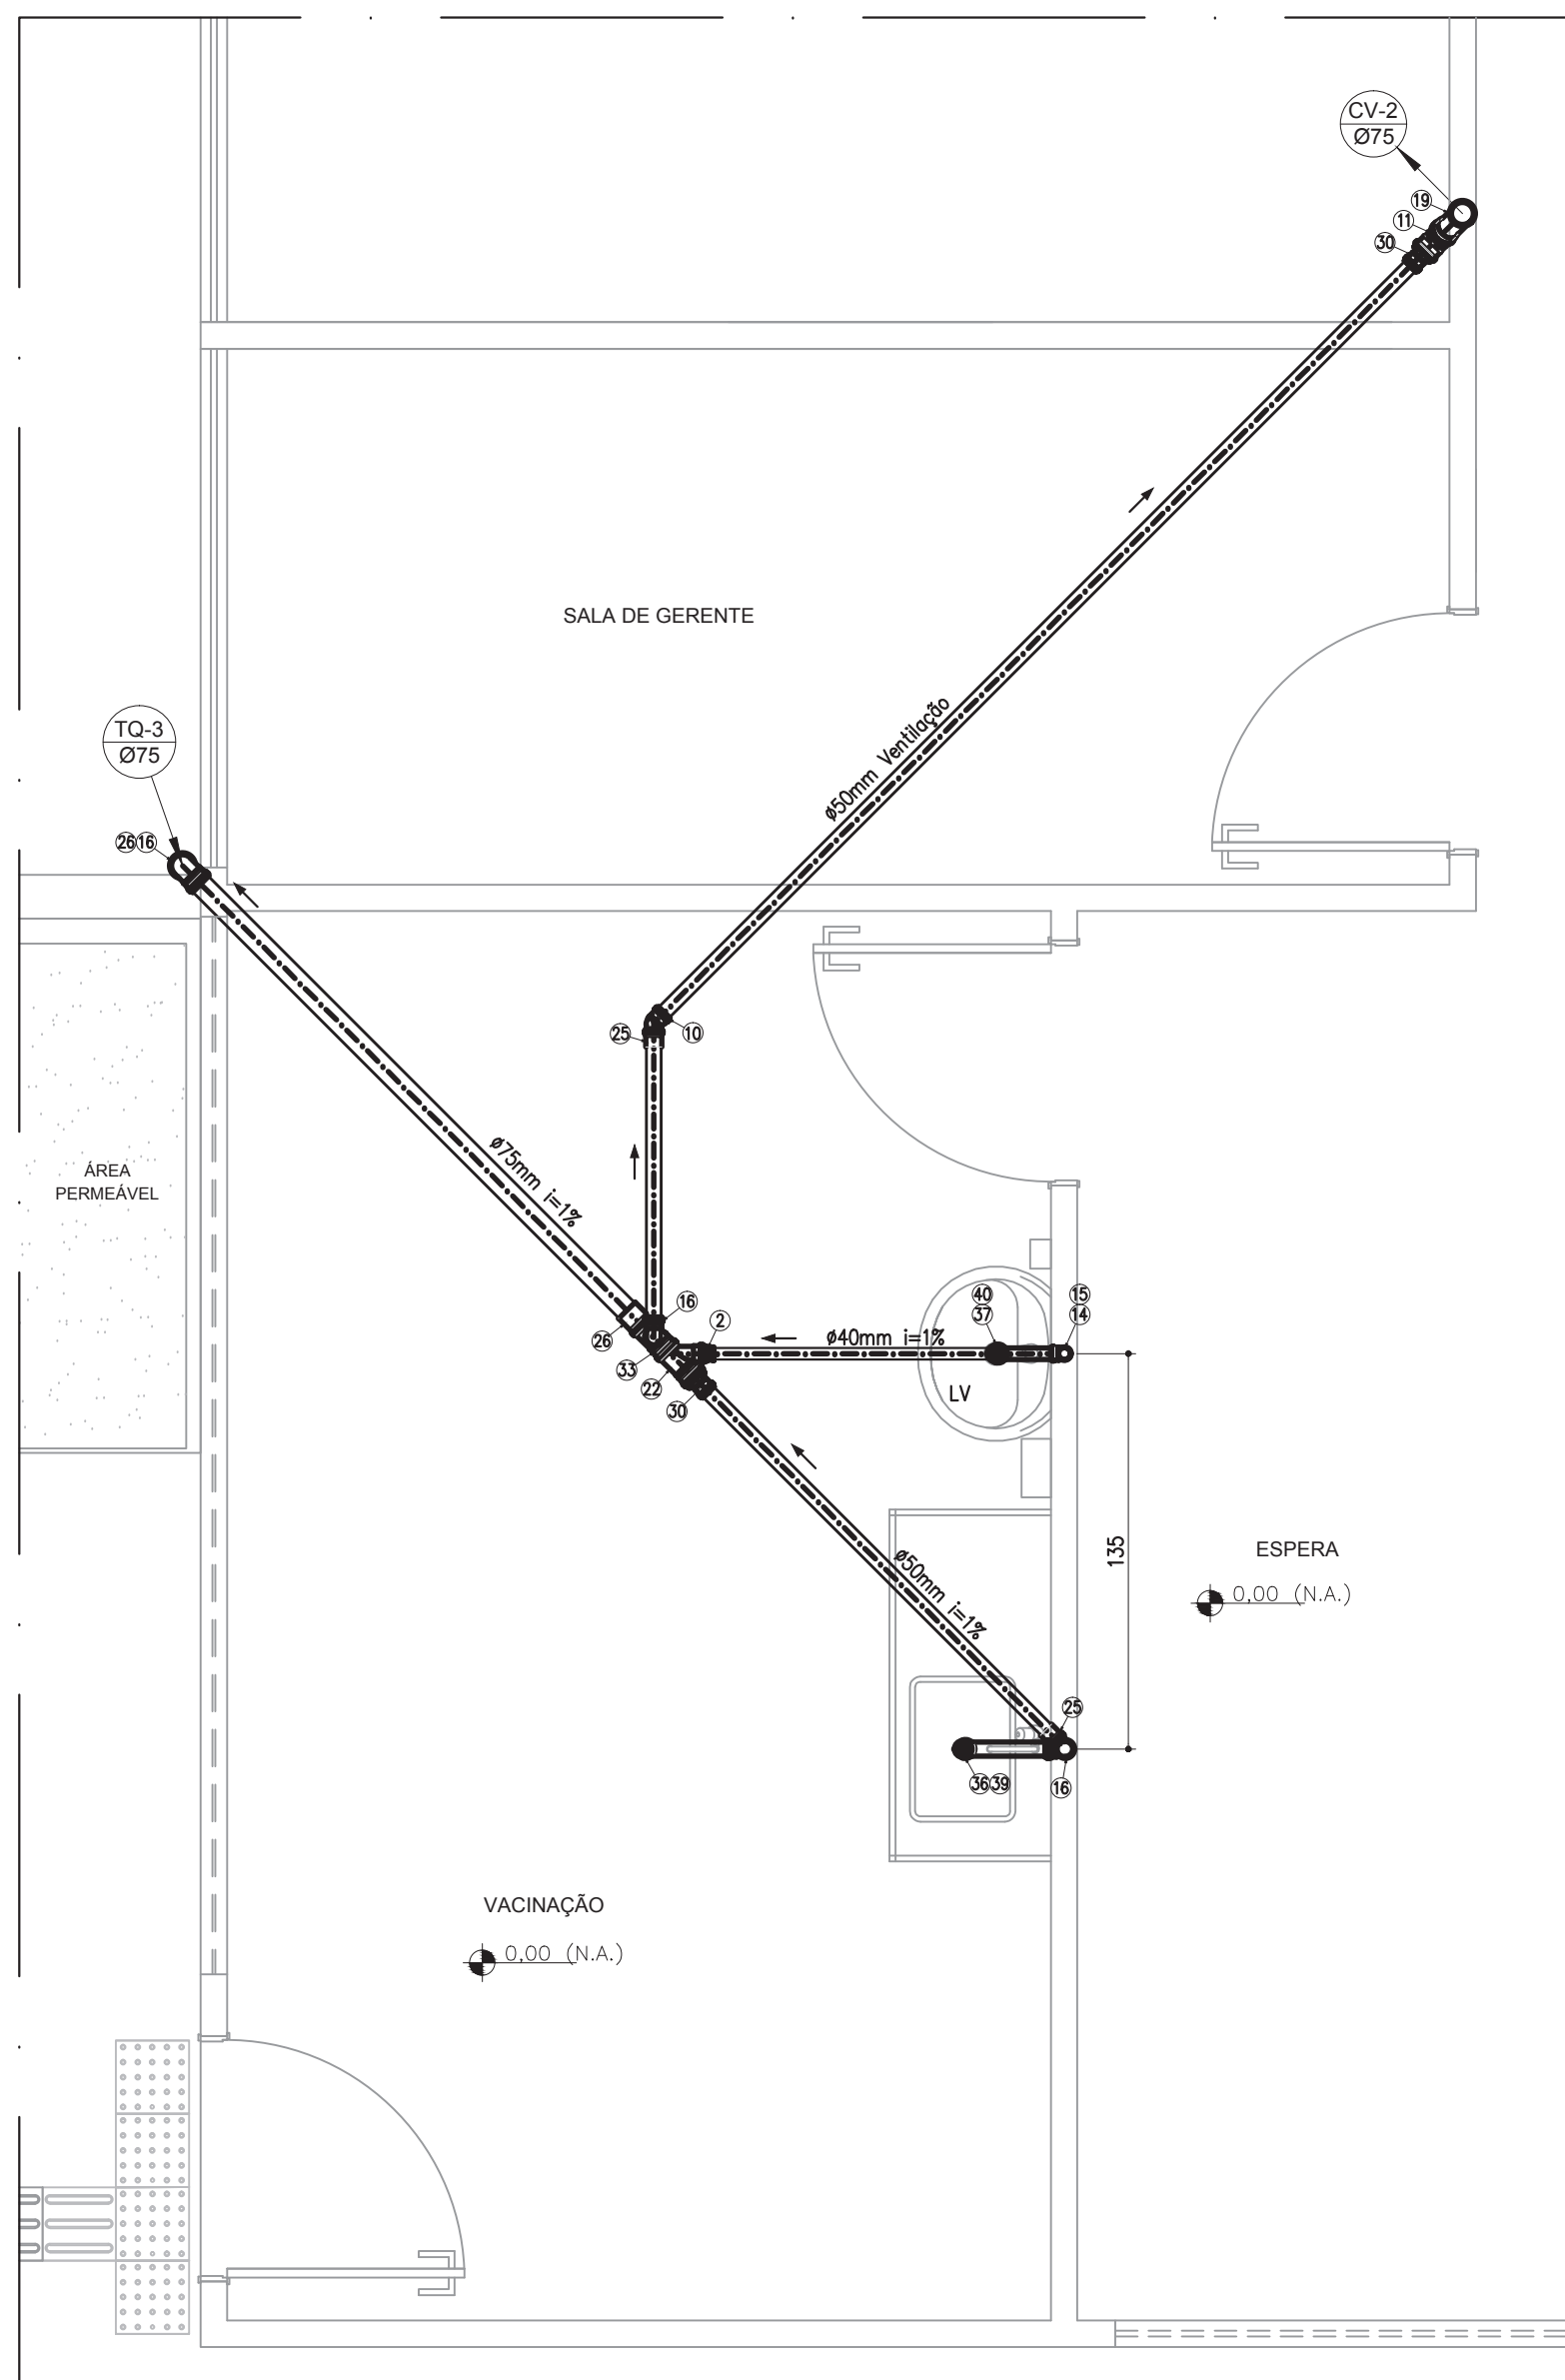 CV-2
Ø75
19
11
30
SALA DE GERENTE
ø50mm Ventilação
TQ-3
Ø75
26 16
25
10
ø75mm i=1%
ÁREA
PERMEÁVEL
16
2
26
33
22
30
ø40mm i=1%
40
37
15
14
LV
135
ø50mm i=1%
ESPERA
0,00 (N.A.)
25
36 39
16
VACINAÇÃO
0,00 (N.A.)